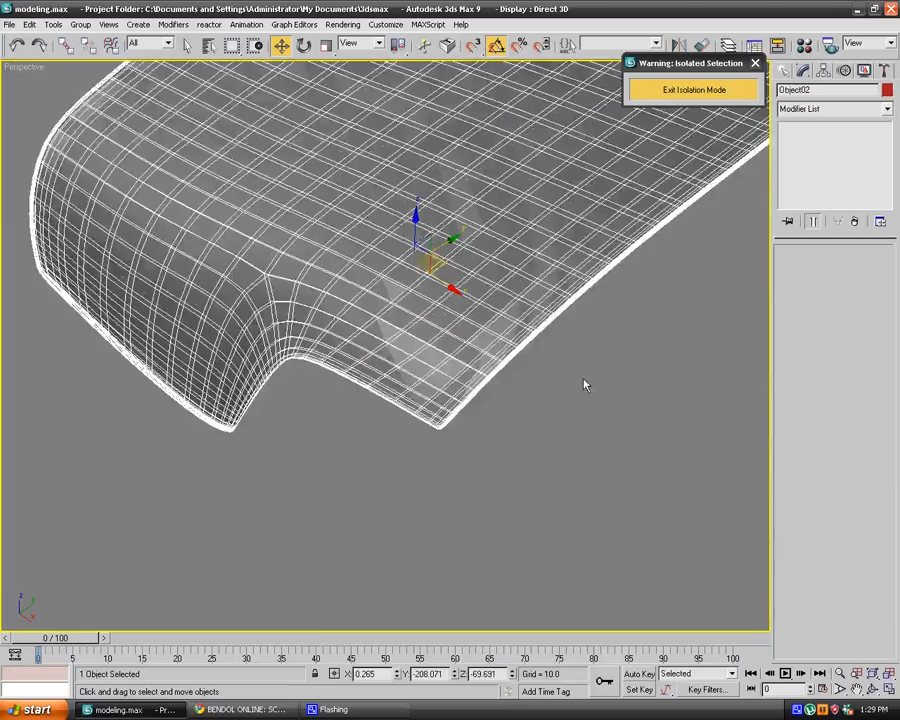 modeling.max - Project Folder: C:\Documents and Settings\Administrator\My Documents\3dsmax - Autodesk 3ds Max 9 - Display : Direct 3D
File Edit Tools Group Views Create Modifiers reactor Animation Graph Editors Rendering Customize MAXScript Help
All View View
Perspective
Warning: Isolated Selection
Exit Isolation Mode
Object02
Modifier List
z
y
x
z
y
x
0 / 100
0 5 10 15 20 25 30 35 40 45 50 55 60 65 70 75 80 85 90 95 100
1 Object Selected X: 0.265 Y: -208.071 Z: -69.691 Grid = 10.0 Auto Key Selected
Click and drag to select and move objects Add Time Tag Set Key Key Filters... 0
start modeling.max - Pr... BENDOL ONLINE: SC... Flashing 1:29 PM